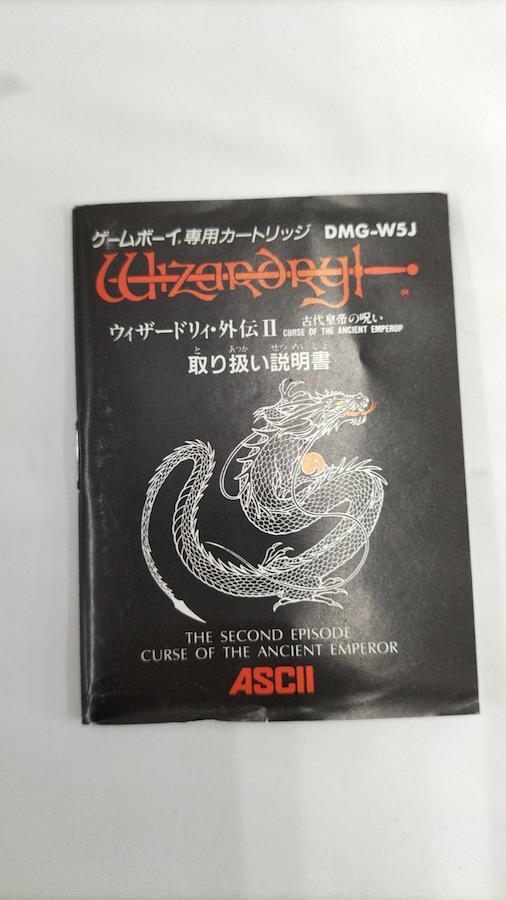 ゲームボーイ専用カートリッジ DMG-W5J
Wizardry
ウィザードリィ・外伝II 古代皇帝の呪い
CURSE OF THE ANCIENT EMPEROP
と あつか せつめいしょ
取り扱い説明書
THE SECOND EPISODE
CURSE OF THE ANCIENT EMPEROR
ASCII